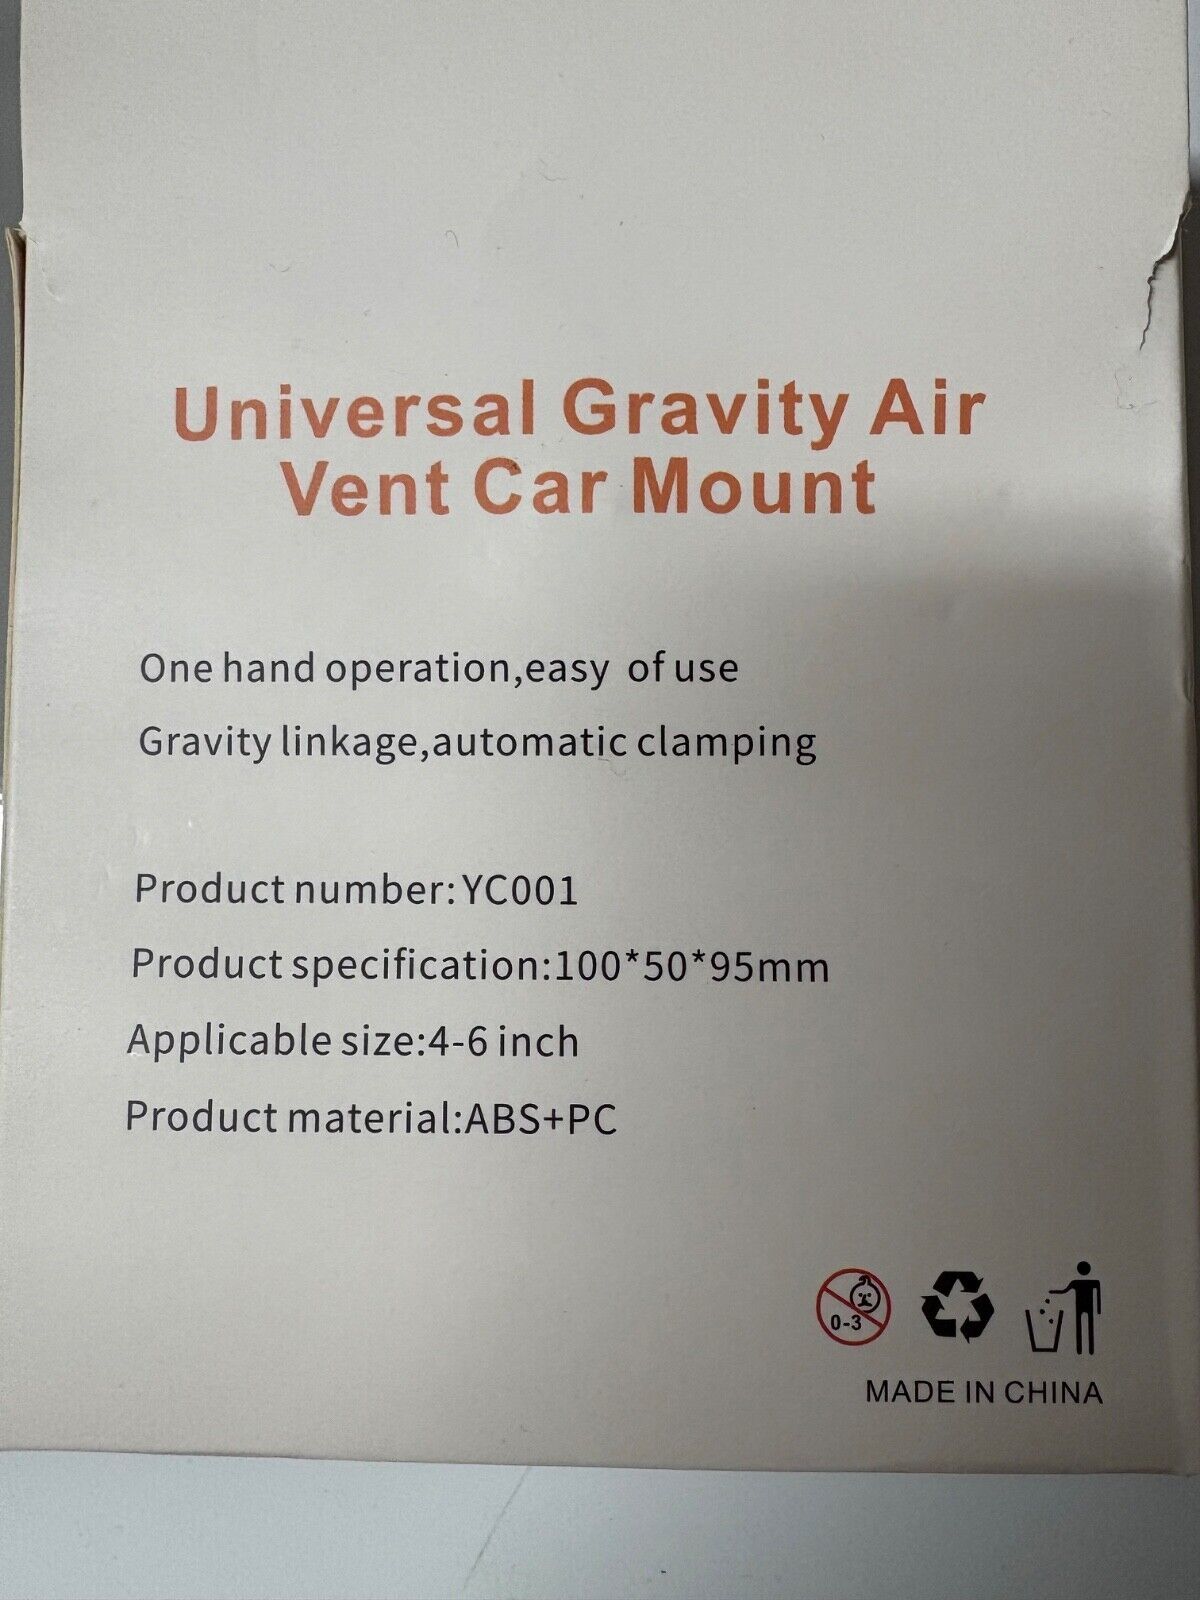 Universal Gravity Air
Vent Car Mount
One hand operation,easy of use
Gravity linkage,automatic clamping
Product number:YC001
Product specification:100*50*95mm
Applicable size:4-6 inch
Product material:ABS+PC
0-3
MADE IN CHINA